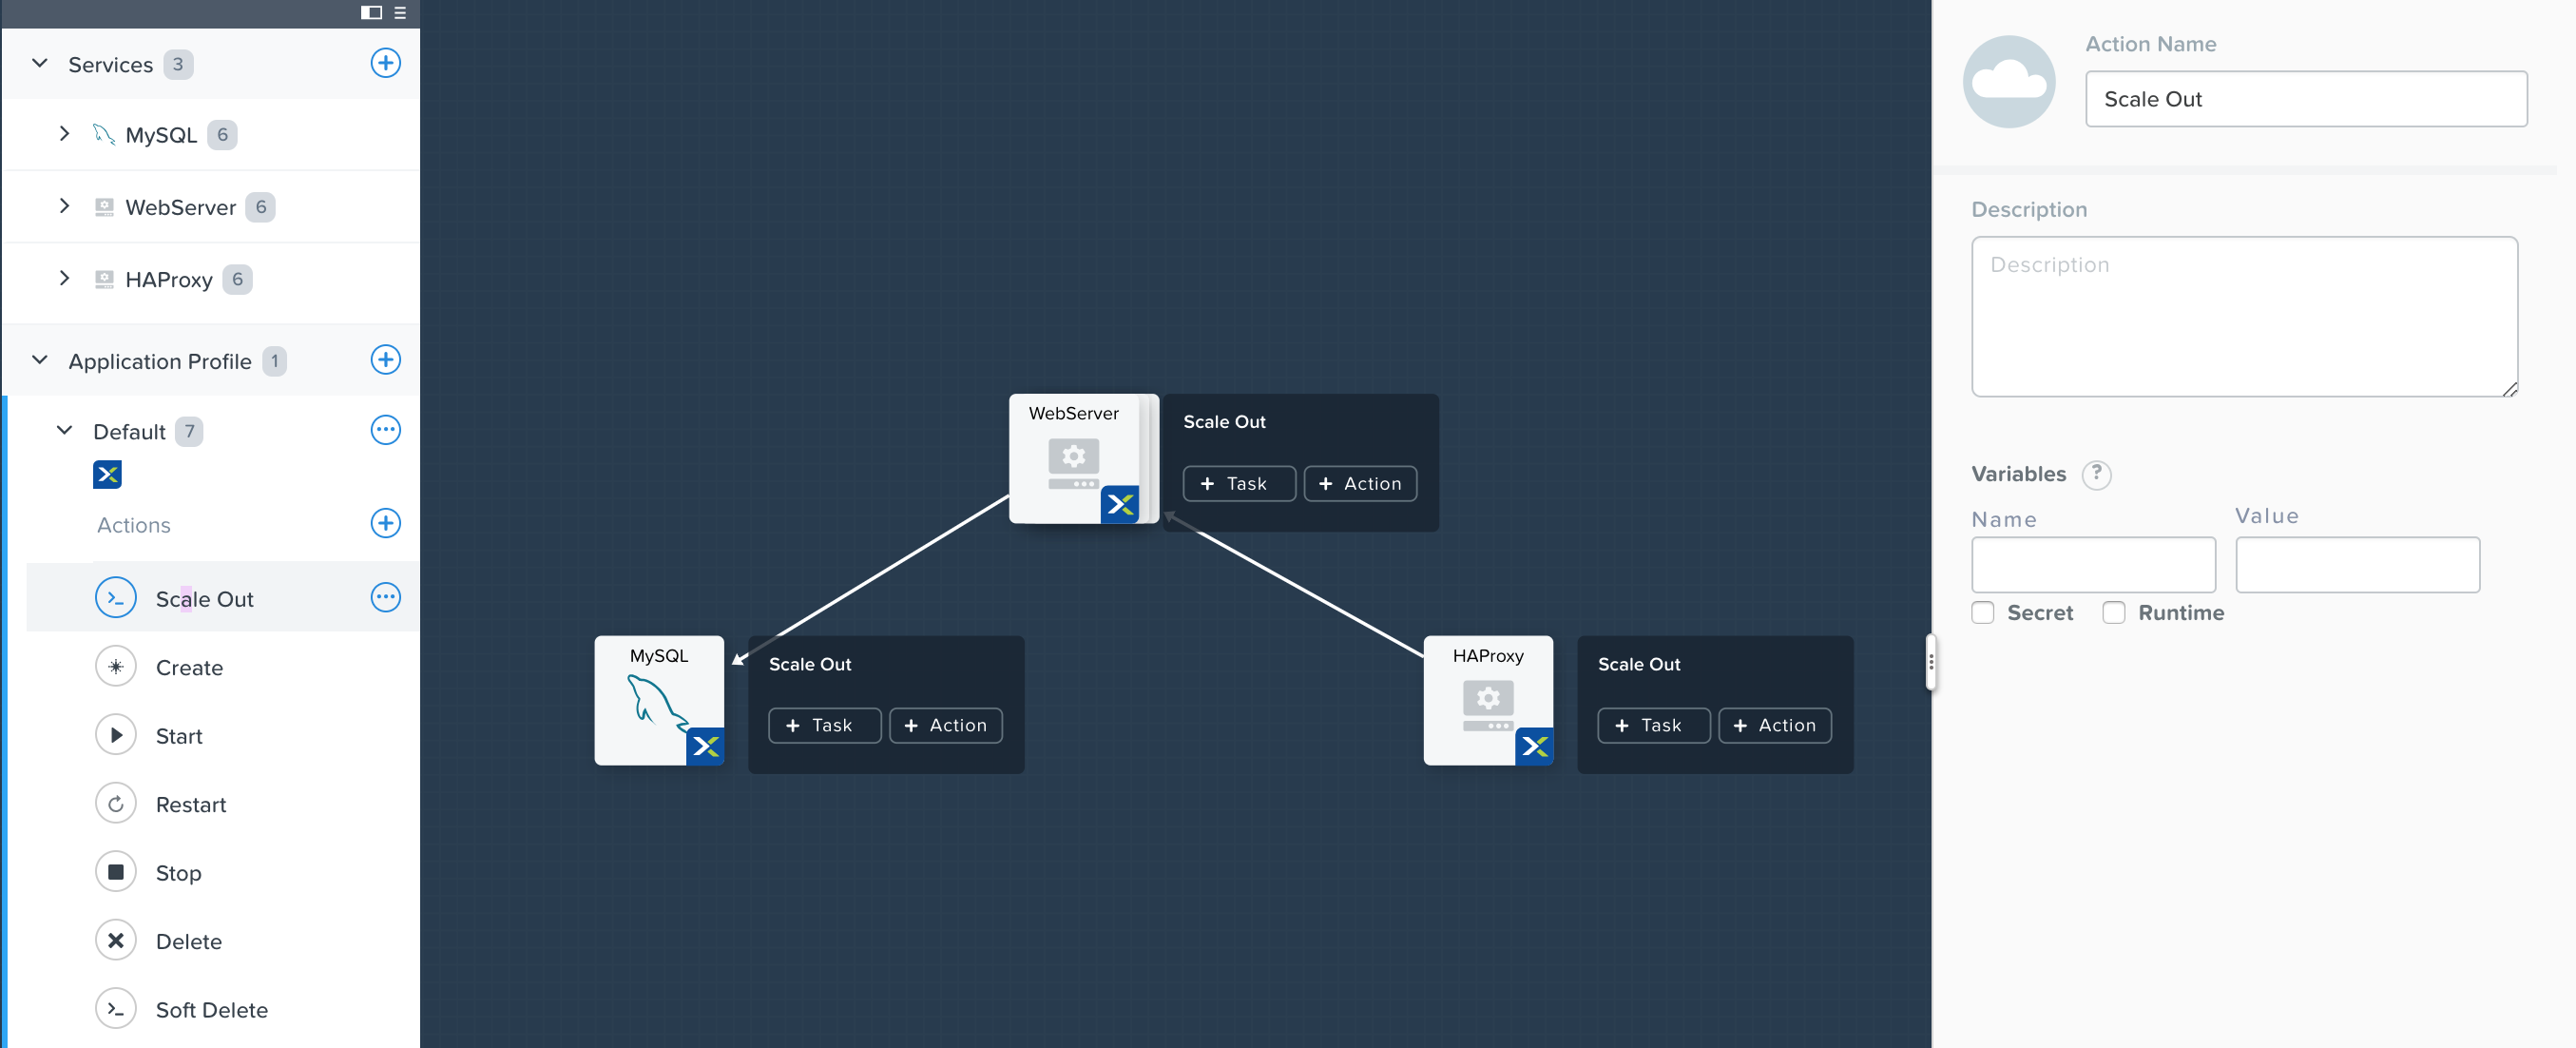 Services 3
MySQL 6
WebServer 6
HAProxy 6
Application Profile 1
Default 7
Actions
Scale Out
Create
Start
Restart
Stop
Delete
Soft Delete
WebServer
Scale Out
+ Task + Action
MySQL
Scale Out
+ Task + Action
HAProxy
Scale Out
+ Task + Action
Action Name
Scale Out
Description
Description
Variables ?
Name Value
Secret Runtime